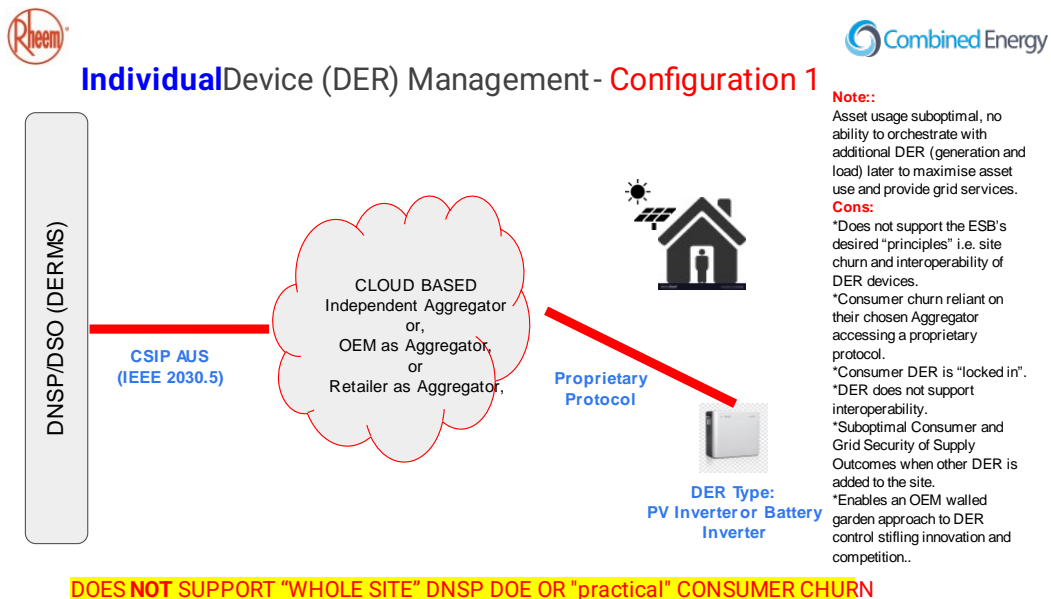 Rheem
Combined Energy
IndividualDevice (DER) Management- Configuration 1
DNSP/DSO (DERMS)
CSIP AUS
(IEEE 2030.5)
CLOUD BASED
Independent Aggregator
or,
OEM as Aggregator,
or
Retailer as Aggregator,
Proprietary
Protocol
DER Type:
PV Inverter or Battery
Inverter
Note::
Asset usage suboptimal, no
ability to orchestrate with
additional DER (generation and
load) later to maximise asset
use and provide grid services.
Cons:
*Does not support the ESB's
desired “principles” i.e. site
churn and interoperability of
DER devices.
*Consumer churn reliant on
their chosen Aggregator
accessing a proprietary
protocol.
*Consumer DER is “locked in”.
*DER does not support
interoperability.
*Suboptimal Consumer and
Grid Security of Supply
Outcomes when other DER is
added to the site.
*Enables an OEM walled
garden approach to DER
control stifling innovation and
competition..
DOES NOT SUPPORT “WHOLE SITE” DNSP DOE OR "practical" CONSUMER CHURN